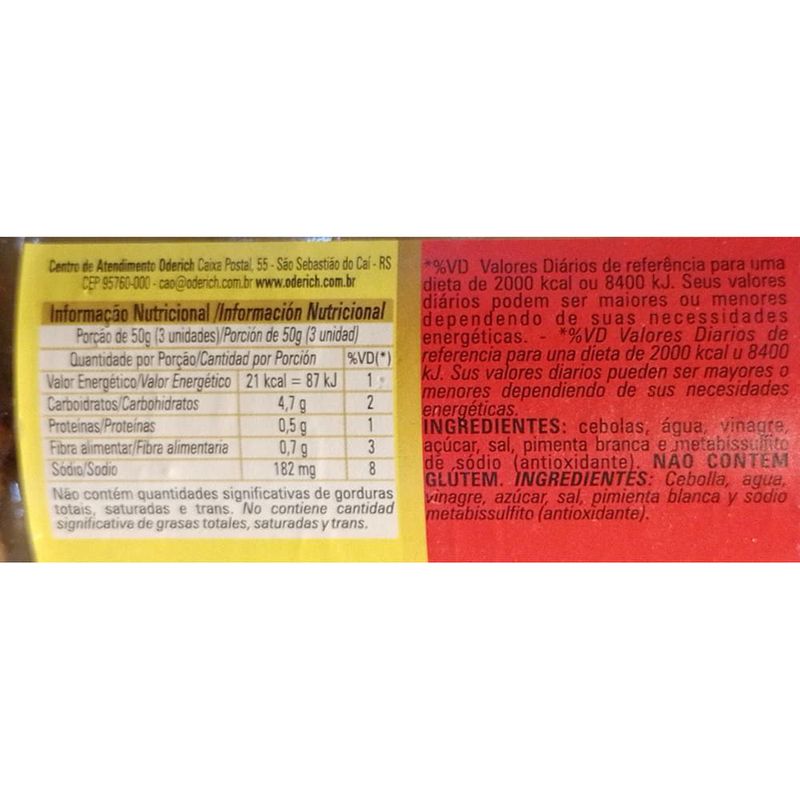 Centro de Atendimento Oderich Caixa Postal, 55 - São Sebastião do Caí - RS
CEP 95760-000 - cao@oderich.com.br www.oderich.com.br
Informação Nutricional /Información Nutricional
Porção de 50g (3 unidades)/Porción de 50g (3 unidad)
Quantidade por Porção/Cantidad por Porción %VD(*)
Valor Energético/Valor Energético 21 kcal = 87 kJ 1
Carboidratos/Carbohidratos 4,7 g 2
Proteínas/Proteínas 0,5 g 1
Fibra alimentar/Fibra alimentaria 0,7 g 3
Sódio/Sodio 182 mg 8
Não contém quantidades significativas de gorduras
totais, saturadas e trans. No contiene cantidad
significativa de grasas totales, saturadas y trans.
*%VD Valores Diários de referência para uma
dieta de 2000 kcal ou 8400 kJ. Seus valores
diários podem ser maiores ou menores
dependendo de suas necessidades
energéticas. - *%VD Valores Diarios de
referencia para una dieta de 2000 kcal u 8400
kJ. Sus valores diarios pueden ser mayores o
menores dependiendo de sus necesidades
energéticas.
INGREDIENTES: cebolas, água, vinagre,
açúcar, sal, pimenta branca e metabissulfito
de sódio (antioxidante). NÃO CONTÉM
GLÚTEM. INGREDIENTES: Cebolla, agua,
vinagre, azúcar, sal, pimienta blanca y sodio
metabissulfito (antioxidante).